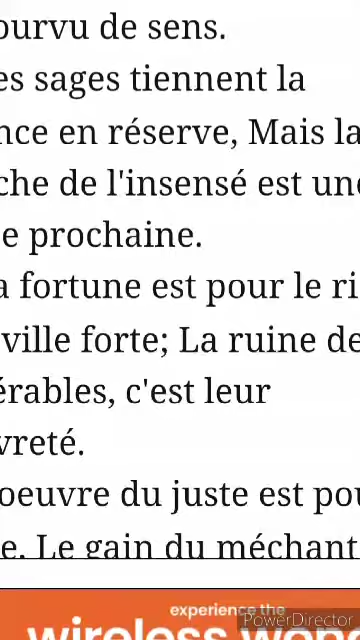 ourvu de sens.
es sages tiennent la
nce en réserve, Mais la
che de l'insensé est une
e prochaine.
a fortune est pour le ri
ville forte; La ruine de
érables, c'est leur
vreté.
oeuvre du juste est pou
e. Le gain du méchant
experience the
wireless
PowerDirector